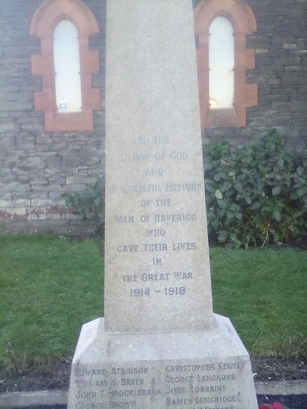 TO THE
GLORY OF GOD
AND
IN GRATEFUL MEMORY
OF THE
MEN OF HAVERIGG
WHO
GAVE THEIR LIVES
IN
THE GREAT WAR
1914 - 1918
EDWARD ATKINSON
WILLIAM J. BAKER
JOHN T. BROCKLEBANK
GEORGE BROWN
CHRISTOPHER
GEORGE LANGHORN
JOHN LORRAINE
JAMES LONGRIDGE